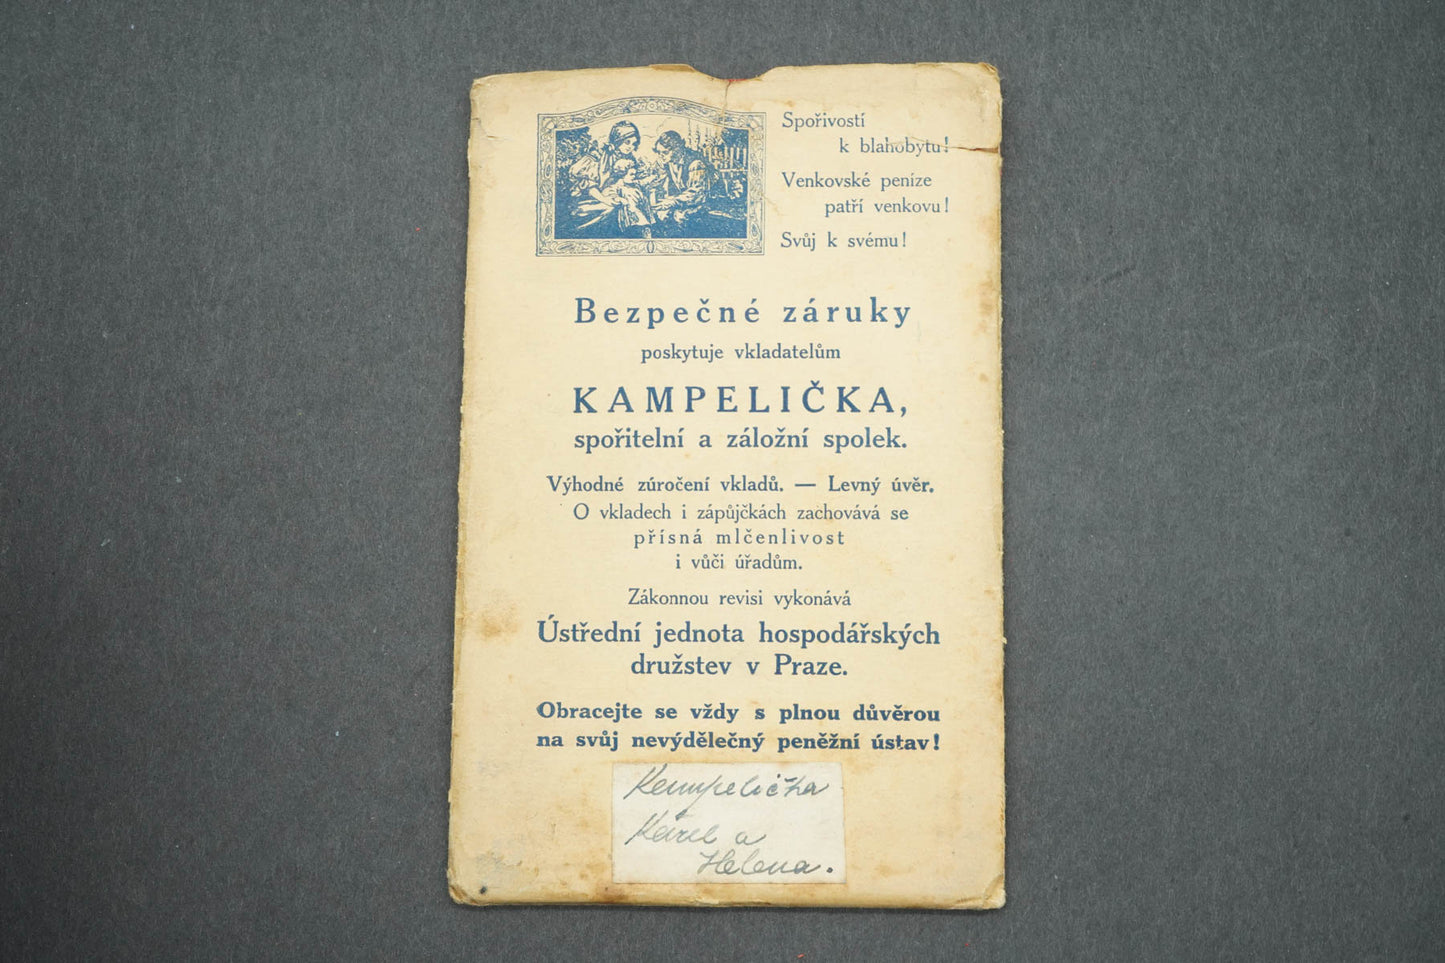 Spořivostí
k blahobytu!
Venkovské peníze
patří venkovu!
Svůj k svému!
Bezpečné záruky
poskytuje vkladatelům
KAMPELIČKA,
spořitelní a záložní spolek.
Výhodné zúročení vkladů. — Levný úvěr.
O vkladech i zápůjčkách zachovává se
přísná mlčenlivost
i vůči úřadům.
Zákonnou revisi vykonává
Ústřední jednota hospodářských
družstev v Praze.
Obracejte se vždy s plnou důvěrou
na svůj nevýdělečný peněžní ústav!
Kempelička
Karel a
Helena.